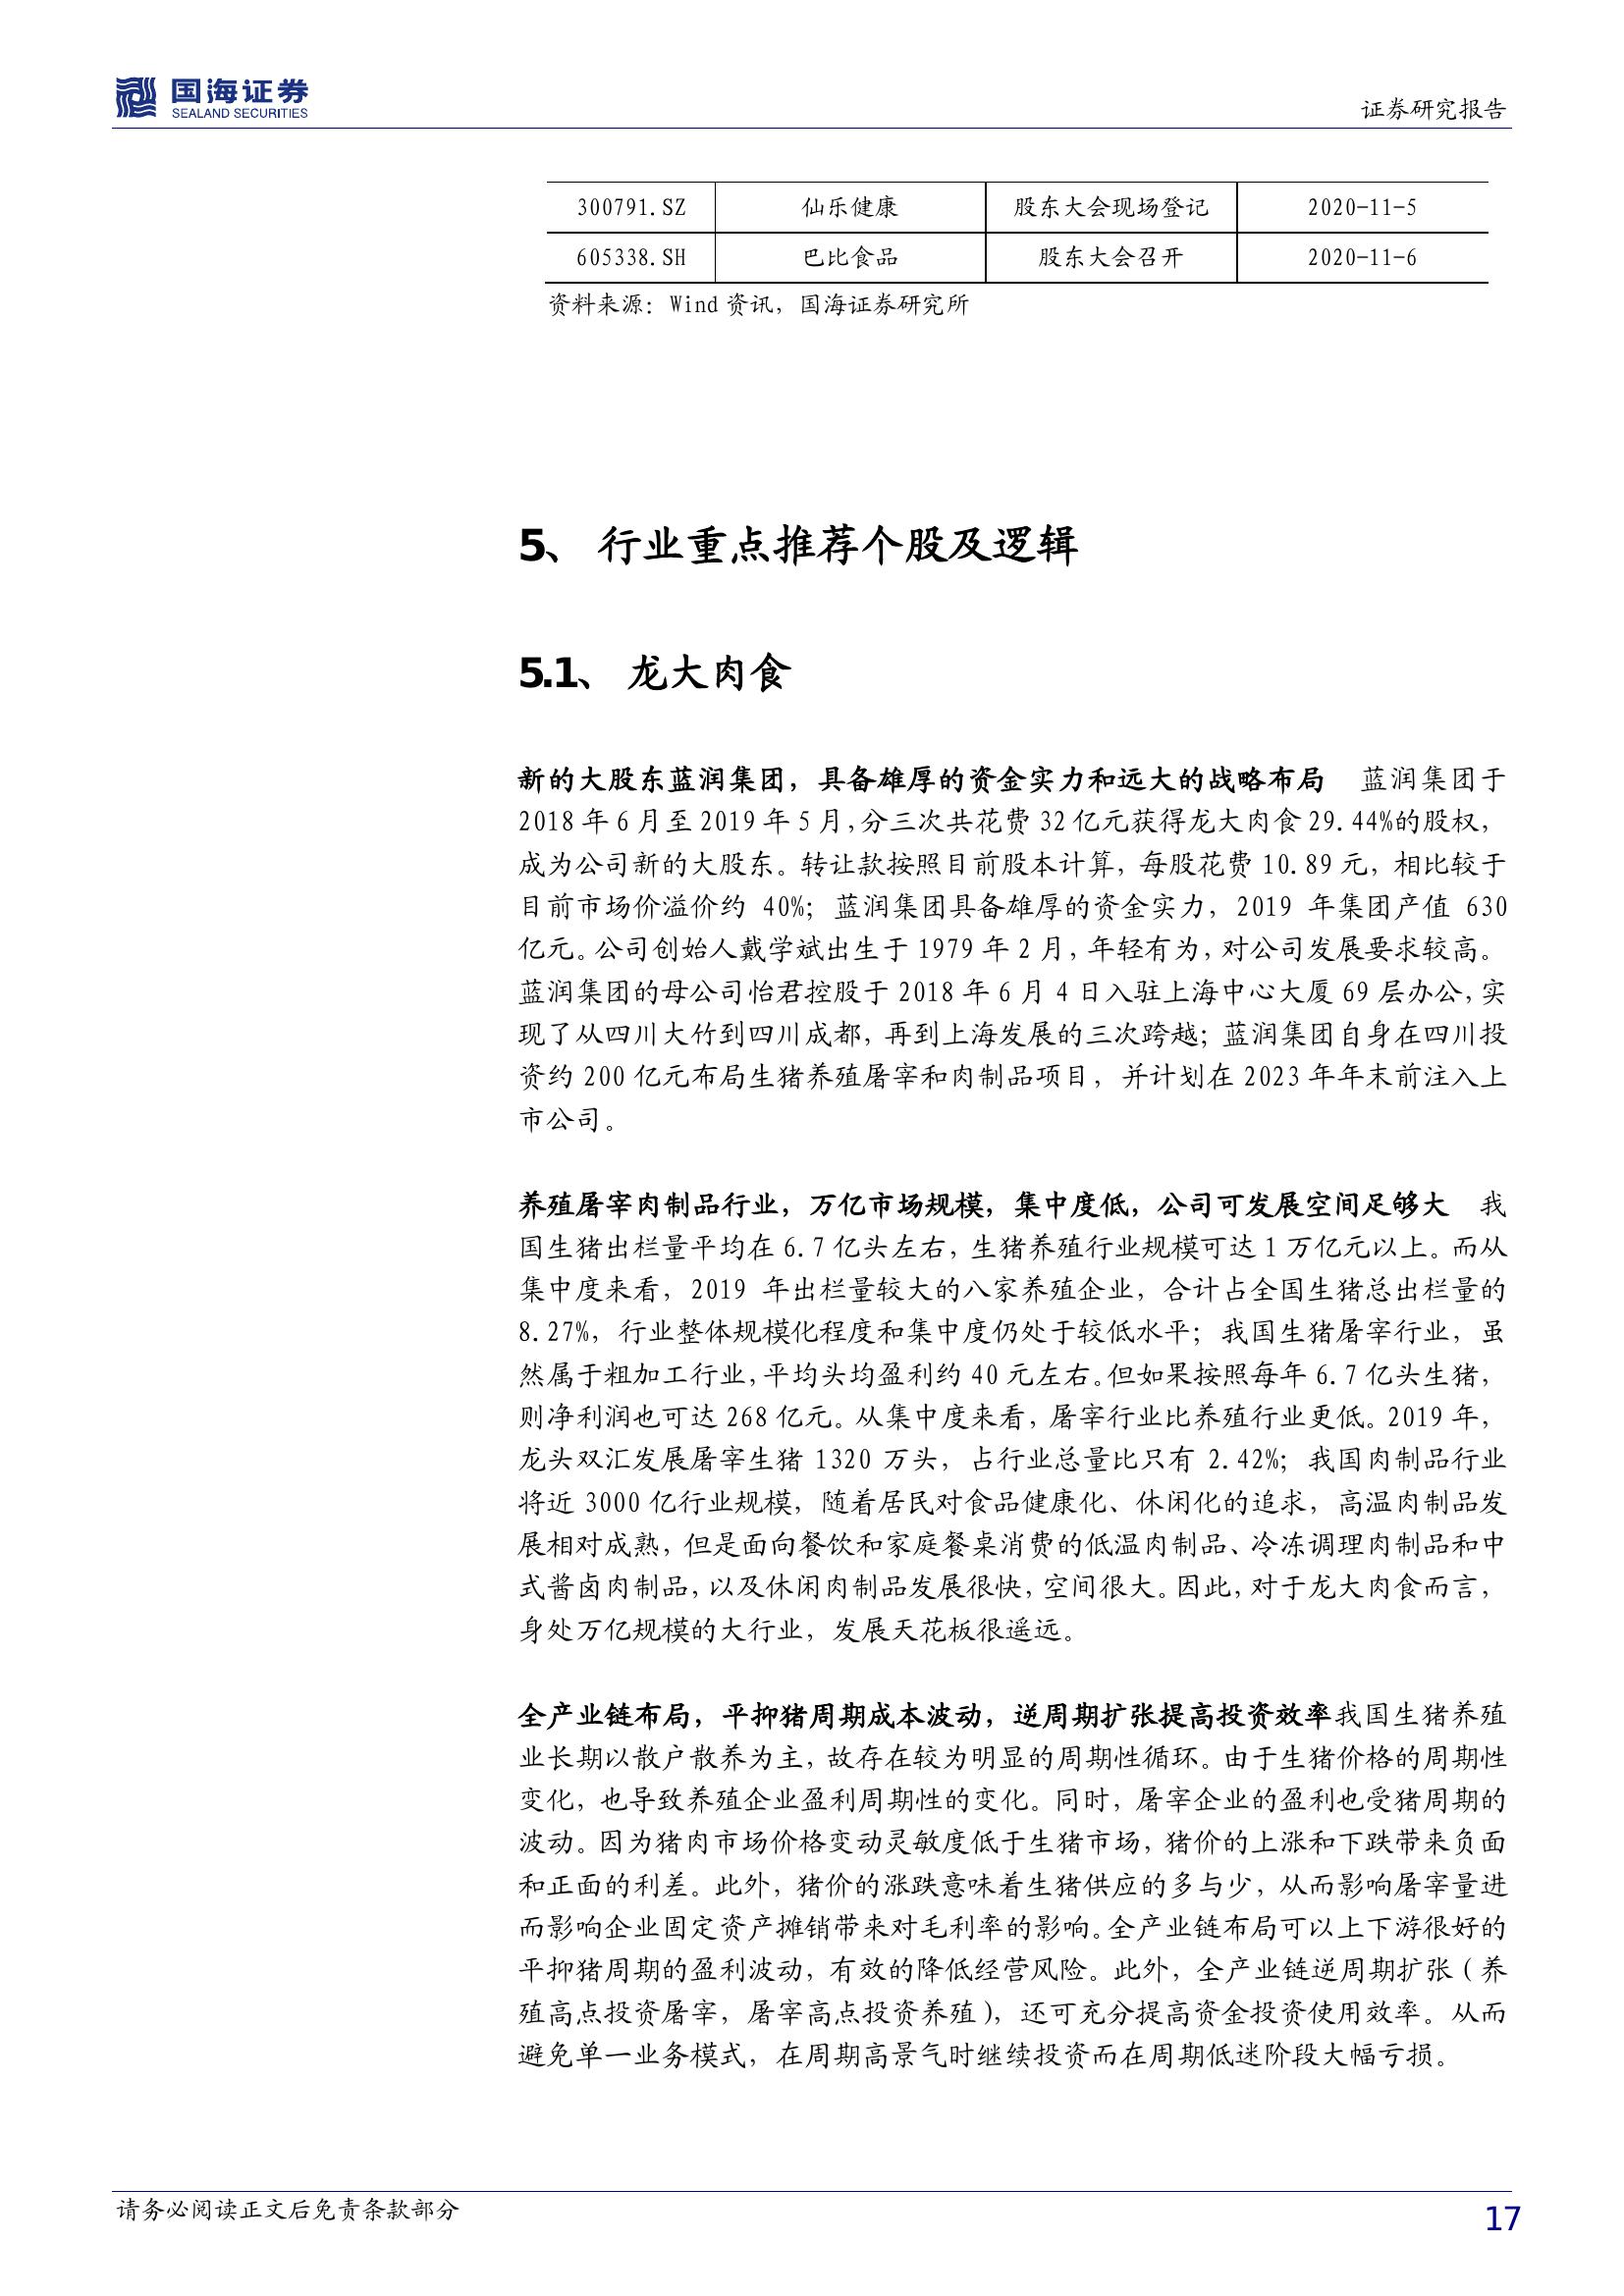 国海证券
SEALAND SECURITIES
证券研究报告
300791.SZ 仙乐健康 股东大会现场登记 2020-11-5
605338.SH 巴比食品 股东大会召开 2020-11-6
资料来源：Wind 资讯，国海证券研究所
5、 行业重点推荐个股及逻辑
5.1、 龙大肉食
新的大股东蓝润集团，具备雄厚的资金实力和远大的战略布局 蓝润集团于
2018 年 6 月至 2019 年 5 月，分三次共花费 32 亿元获得龙大肉食 29.44%的股权，
成为公司新的大股东。转让款按照目前股本计算，每股花费 10.89 元，相比较于
目前市场价溢价约 40%；蓝润集团具备雄厚的资金实力，2019 年集团产值 630
亿元。公司创始人戴学斌出生于 1979 年 2 月，年轻有为，对公司发展要求较高。
蓝润集团的母公司怡君控股于 2018 年 6 月 4 日入驻上海中心大厦 69 层办公，实
现了从四川大竹到四川成都，再到上海发展的三次跨越；蓝润集团自身在四川投
资约 200 亿元布局生猪养殖屠宰和肉制品项目，并计划在 2023 年年末前注入上
市公司。
养殖屠宰肉制品行业，万亿市场规模，集中度低，公司可发展空间足够大 我
国生猪出栏量平均在 6.7 亿头左右，生猪养殖行业规模可达 1 万亿元以上。而从
集中度来看，2019 年出栏量较大的八家养殖企业，合计占全国生猪总出栏量的
8.27%，行业整体规模化程度和集中度仍处于较低水平；我国生猪屠宰行业，虽
然属于粗加工行业，平均头均盈利约 40 元左右。但如果按照每年 6.7 亿头生猪，
则净利润也可达 268 亿元。从集中度来看，屠宰行业比养殖行业更低。2019 年，
龙头双汇发展屠宰生猪 1320 万头，占行业总量比只有 2.42%；我国肉制品行业
将近 3000 亿行业规模，随着居民对食品健康化、休闲化的追求，高温肉制品发
展相对成熟，但是面向餐饮和家庭餐桌消费的低温肉制品、冷冻调理肉制品和中
式酱卤肉制品，以及休闲肉制品发展很快，空间很大。因此，对于龙大肉食而言，
身处万亿规模的大行业，发展天花板很遥远。
全产业链布局，平抑猪周期成本波动，逆周期扩张提高投资效率我国生猪养殖
业长期以散户散养为主，故存在较为明显的周期性循环。由于生猪价格的周期性
变化，也导致养殖企业盈利周期性的变化。同时，屠宰企业的盈利也受猪周期的
波动。因为猪肉市场价格变动灵敏度低于生猪市场，猪价的上涨和下跌带来负面
和正面的利差。此外，猪价的涨跌意味着生猪供应的多与少，从而影响屠宰量进
而影响企业固定资产摊销带来对毛利率的影响。全产业链布局可以上下游很好的
平抑猪周期的盈利波动，有效的降低经营风险。此外，全产业链逆周期扩张（养
殖高点投资屠宰，屠宰高点投资养殖），还可充分提高资金投资使用效率。从而
避免单一业务模式，在周期高景气时继续投资而在周期低迷阶段大幅亏损。
请务必阅读正文后免责条款部分
17